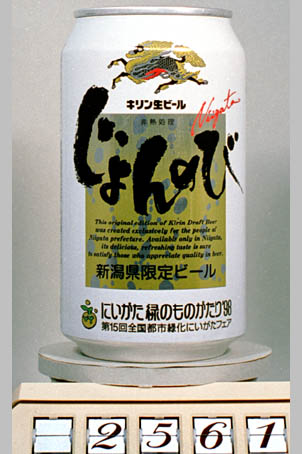 キリン生ビール
非熱処理
Niigata
じょんのび
This original edition of Kirin Draft Beer
was created exclusively for the people of
Niigata prefecture. Available only in Niigata,
its delicious, refreshing taste is sure
to satisfy those who appreciate quality in beer.
新潟県限定ビール
にいがた緑のものがたり'98
第15回全国都市緑化にいがたフェア
2561